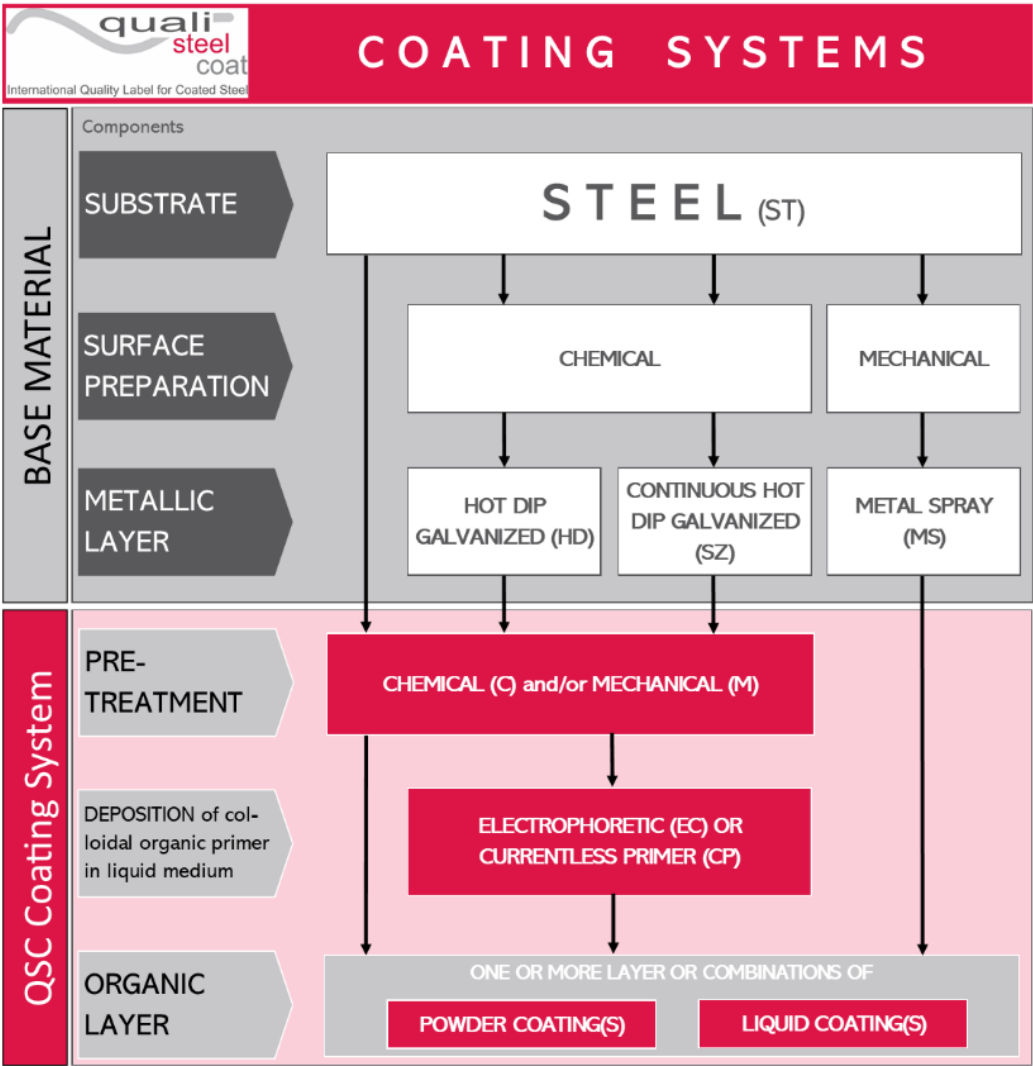 quali
steel
coat
International Quality Label for Coated Steel
COATING SYSTEMS
BASE MATERIAL
Components
SUBSTRATE
STEEL (ST)
SURFACE
PREPARATION
CHEMICAL
MECHANICAL
METALLIC
LAYER
HOT DIP
GALVANIZED (HD)
CONTINUOUS HOT
DIP GALVANIZED
(SZ)
METAL SPRAY
(MS)
QSC Coating System
PRE-
TREATMENT
CHEMICAL (C) and/or MECHANICAL (M)
DEPOSITION of col-
loidal organic primer
in liquid medium
ELECTROPHORETIC (EC) OR
CURRENTLESS PRIMER (CP)
ORGANIC
LAYER
ONE OR MORE LAYER OR COMBINATIONS OF
POWDER COATING(S)
LIQUID COATING(S)